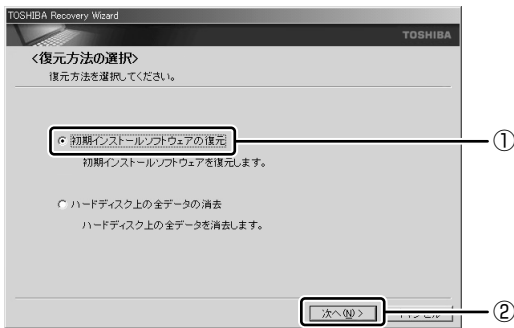 TOSHIBA Recovery Wizard
TOSHIBA
<復元方法の選択>
復元方法を選択してください。
初期インストールソフトウェアの復元
①
初期インストールソフトウェアを復元します。
ハードディスク上の全データの消去
ハードディスク上の全データを消去します。
次へ(N) >
キャンセル
②